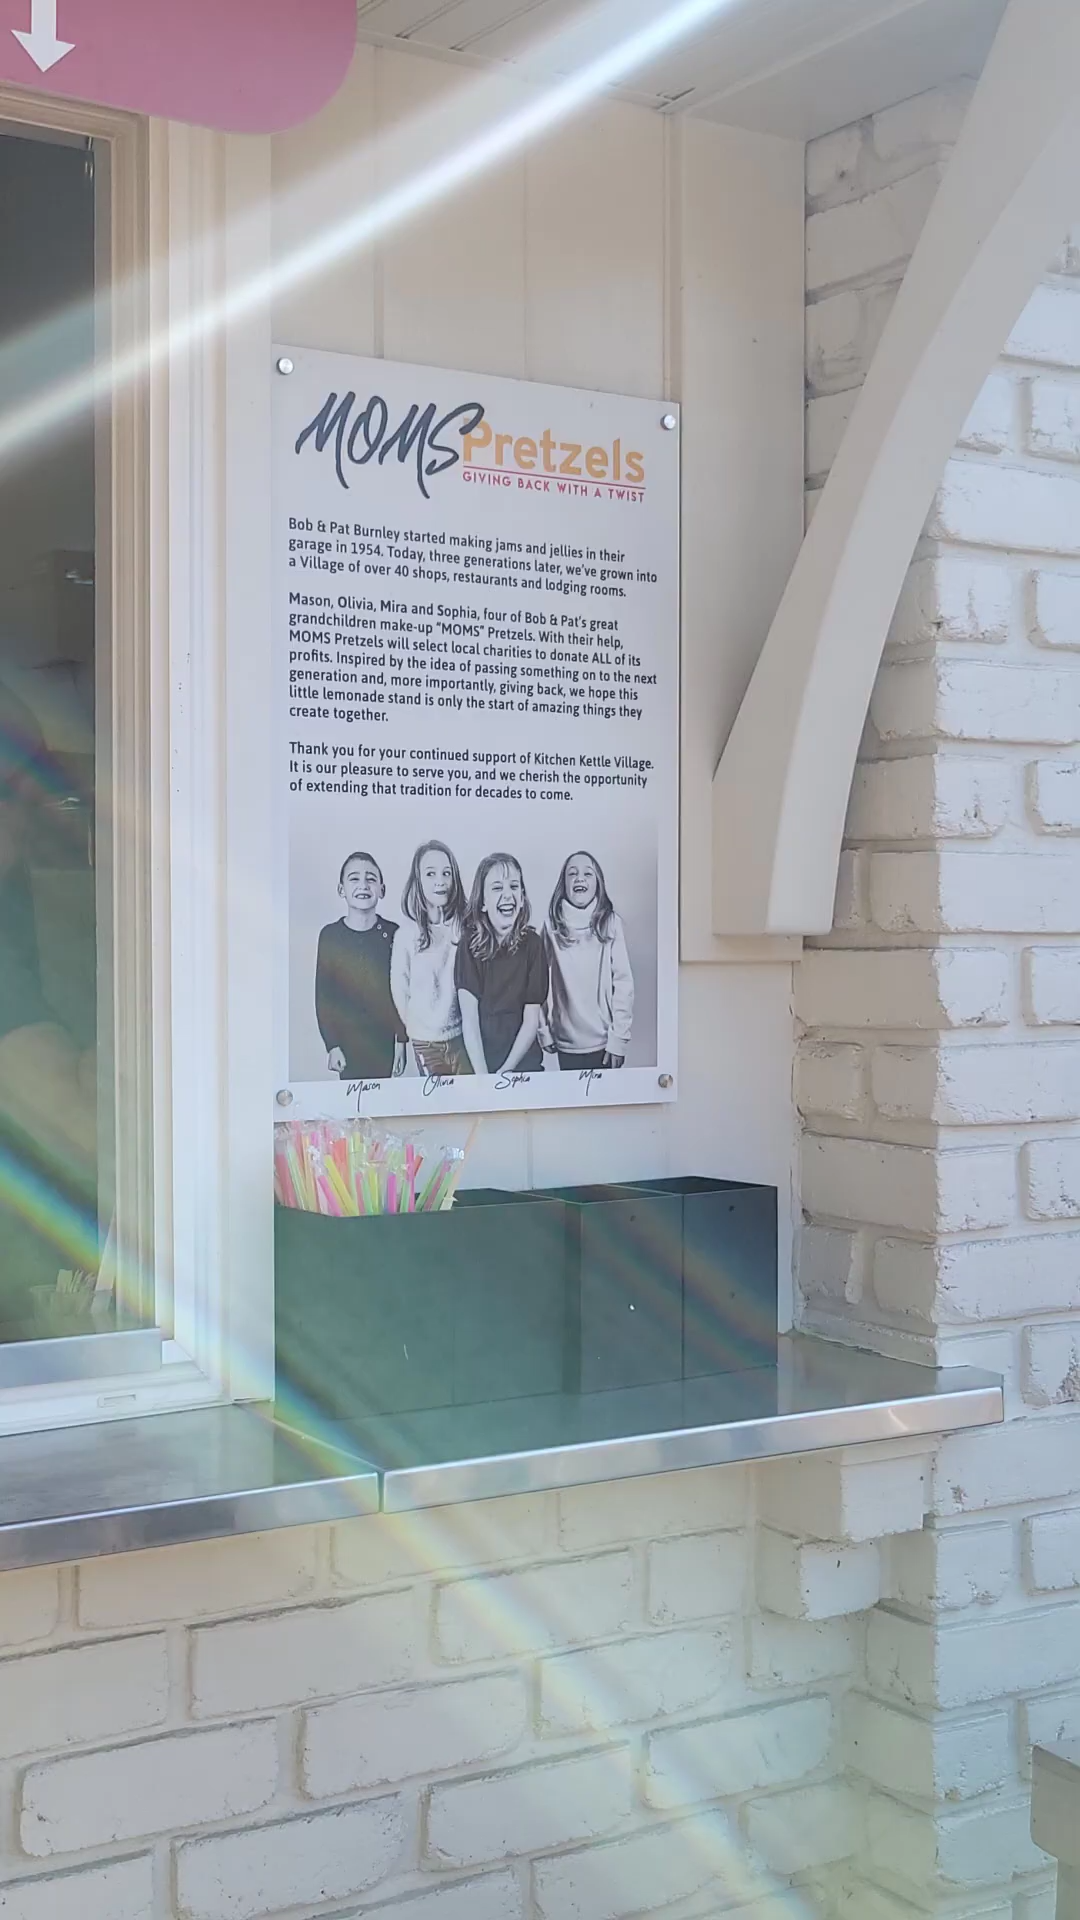 MOMS Pretzels
GIVING BACK WITH A TWIST
Bob & Pat Burnley started making jams and jellies in their
garage in 1954. Today, three generations later, we've grown into
a Village of over 40 shops, restaurants and lodging rooms.
Mason, Olivia, Mira and Sophia, four of Bob & Pat's great
grandchildren make-up "MOMS" Pretzels. With their help,
MOMS Pretzels will select local charities to donate ALL of its
profits. Inspired by the idea of passing something on to the next
generation and, more importantly, giving back, we hope this
little lemonade stand is only the start of amazing things they
create together.
Thank you for your continued support of Kitchen Kettle Village.
It is our pleasure to serve you, and we cherish the opportunity
of extending that tradition for decades to come.
Mason Olivia Sophia Mira